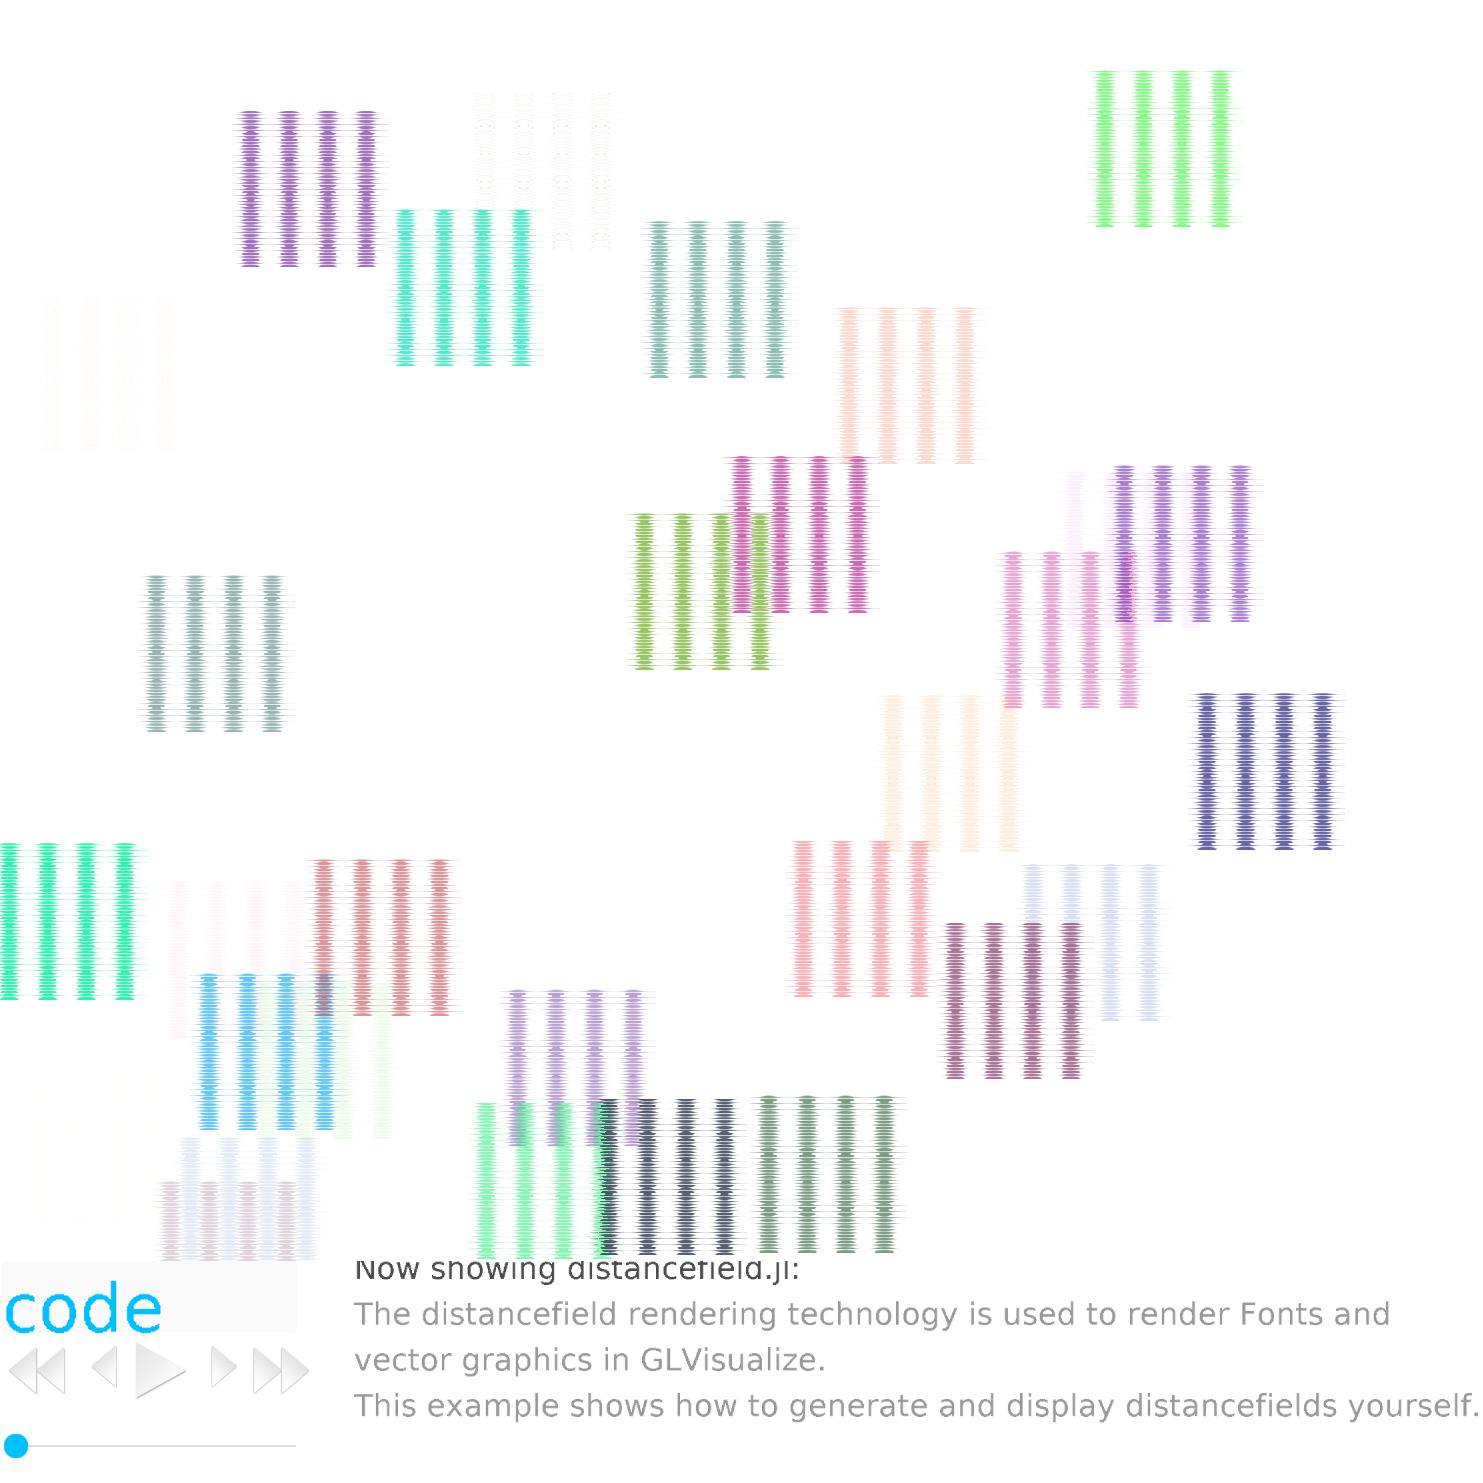 Now showing distancefield.jl:
code
The distancefield rendering technology is used to render Fonts and
vector graphics in GLVisualize.
This example shows how to generate and display distancefields yourself.